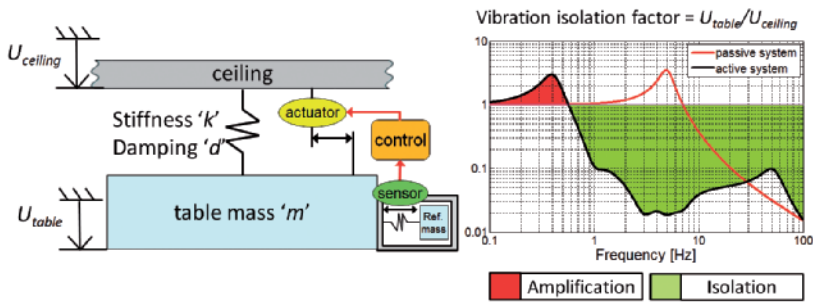 U_ceiling
ceiling
Stiffness 'k'
Damping 'd'
actuator
control
sensor
Ref.
mass
U_table
table mass 'm'
Vibration isolation factor = U_table/U_ceiling
passive system
active system
10
1
0.1
0.01
0.1
1
10
100
Frequency [Hz]
Amplification
Isolation